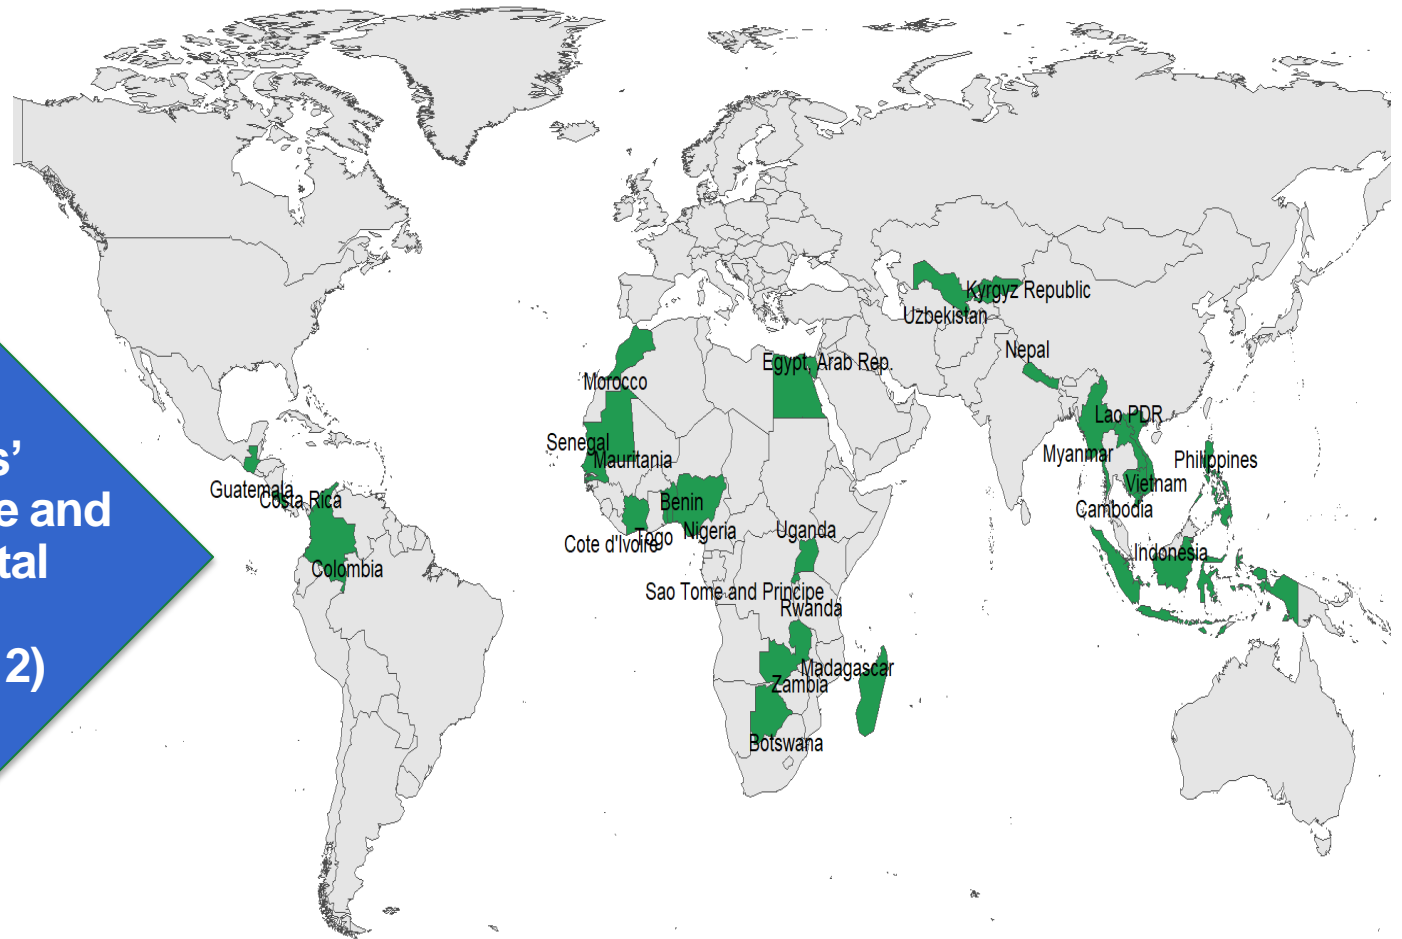 s’
e and
tal
12)
Kyrgyz Republic
Uzbekistan
Nepal
Egypt, Arab Rep.
Morocco
Lao PDR
Senegal
Mauritania
Myanmar
Philippines
Vietnam
Guatemala
Costa Rica
Benin
Cambodia
Nigeria
Uganda
Togo
Cote d'Ivoire
Indonesia
Colombia
Sao Tome and Principe
Rwanda
Madagascar
Zambia
Botswana